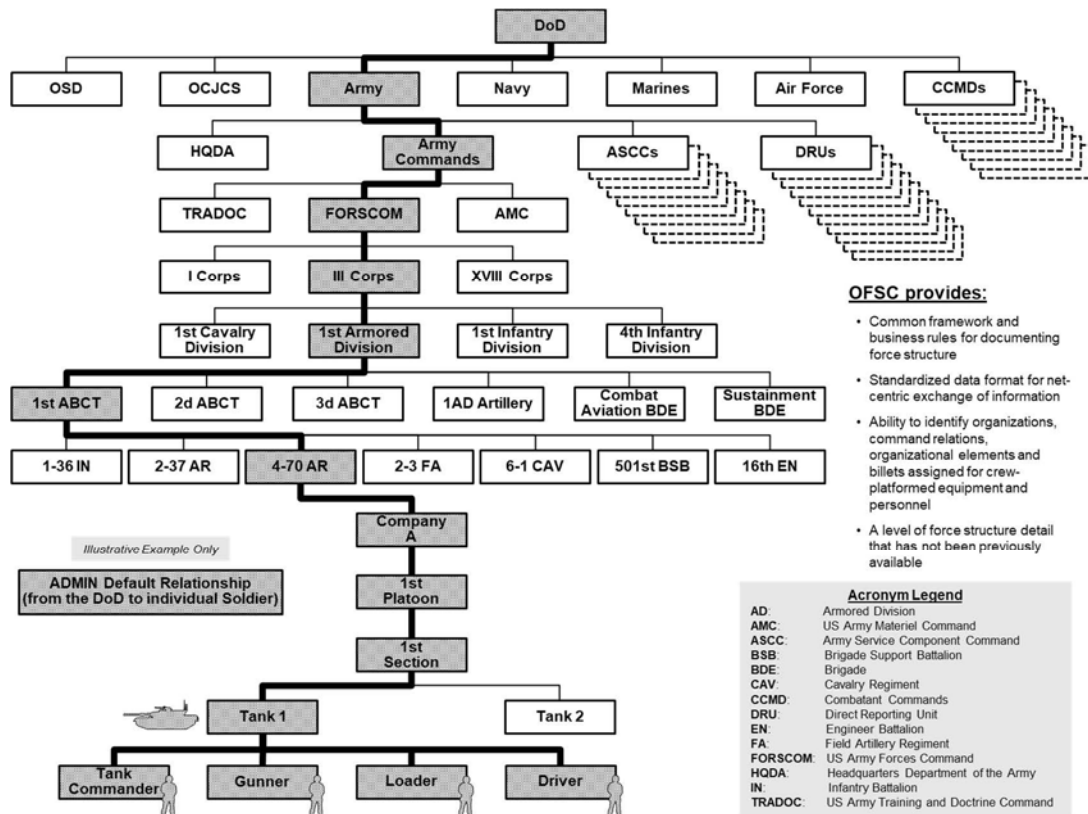 DoD
OSD
OCJCS
Army
Navy
Marines
Air Force
CCMDs
HQDA
Army
Commands
ASCCs
DRUs
TRADOC
FORSCOM
AMC
I Corps
III Corps
XVIII Corps
1st Cavalry
Division
1st Armored
Division
1st Infantry
Division
4th Infantry
Division
1st ABCT
2d ABCT
3d ABCT
1AD Artillery
Combat
Aviation BDE
Sustainment
BDE
1-36 IN
2-37 AR
4-70 AR
2-3 FA
6-1 CAV
501st BSB
16th EN
Company
A
1st
Platoon
1st
Section
Tank 1
Tank 2
Tank
Commander
Gunner
Loader
Driver
Illustrative Example Only
ADMIN Default Relationship
(from the DoD to individual Soldier)
OFSC provides:
• Common framework and
business rules for documenting
force structure
• Standardized data format for net-
centric exchange of information
• Ability to identify organizations,
command relations,
organizational elements and
billets assigned for crew-
platformed equipment and
personnel
• A level of force structure detail
that has not been previously
available
Acronym Legend
AD: Armored Division
AMC: US Army Materiel Command
ASCC: Army Service Component Command
BSB: Brigade Support Battalion
BDE: Brigade
CAV: Cavalry Regiment
CCMD: Combatant Commands
DRU: Direct Reporting Unit
EN: Engineer Battalion
FA: Field Artillery Regiment
FORSCOM: US Army Forces Command
HQDA: Headquarters Department of the Army
IN: Infantry Battalion
TRADOC: US Army Training and Doctrine Command